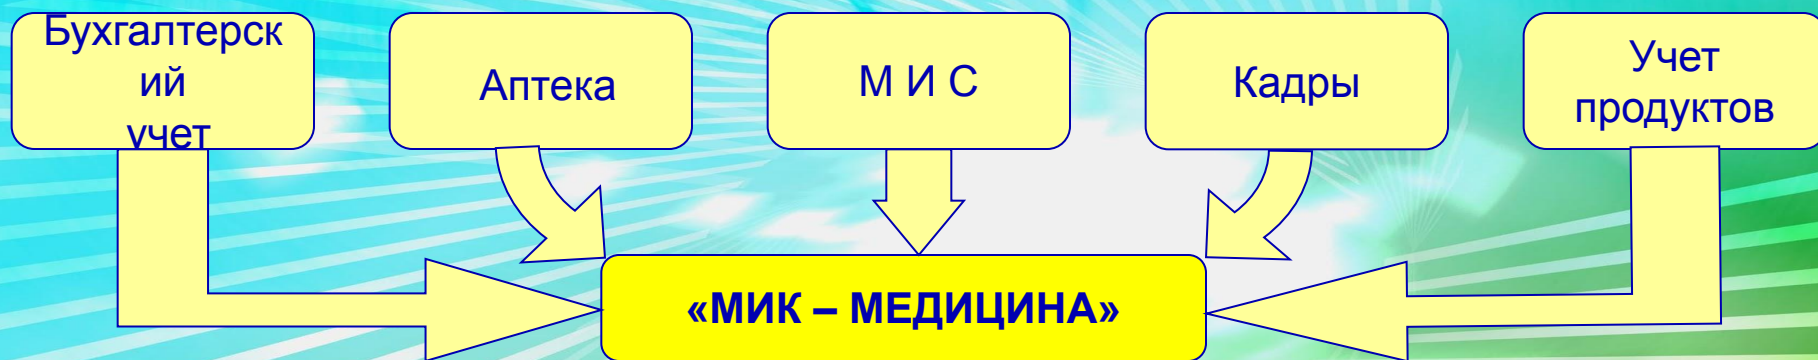 Бухгалтерск
ий
учет
Аптека
М И С
Кадры
Учет
продуктов
«МИК – МЕДИЦИНА»